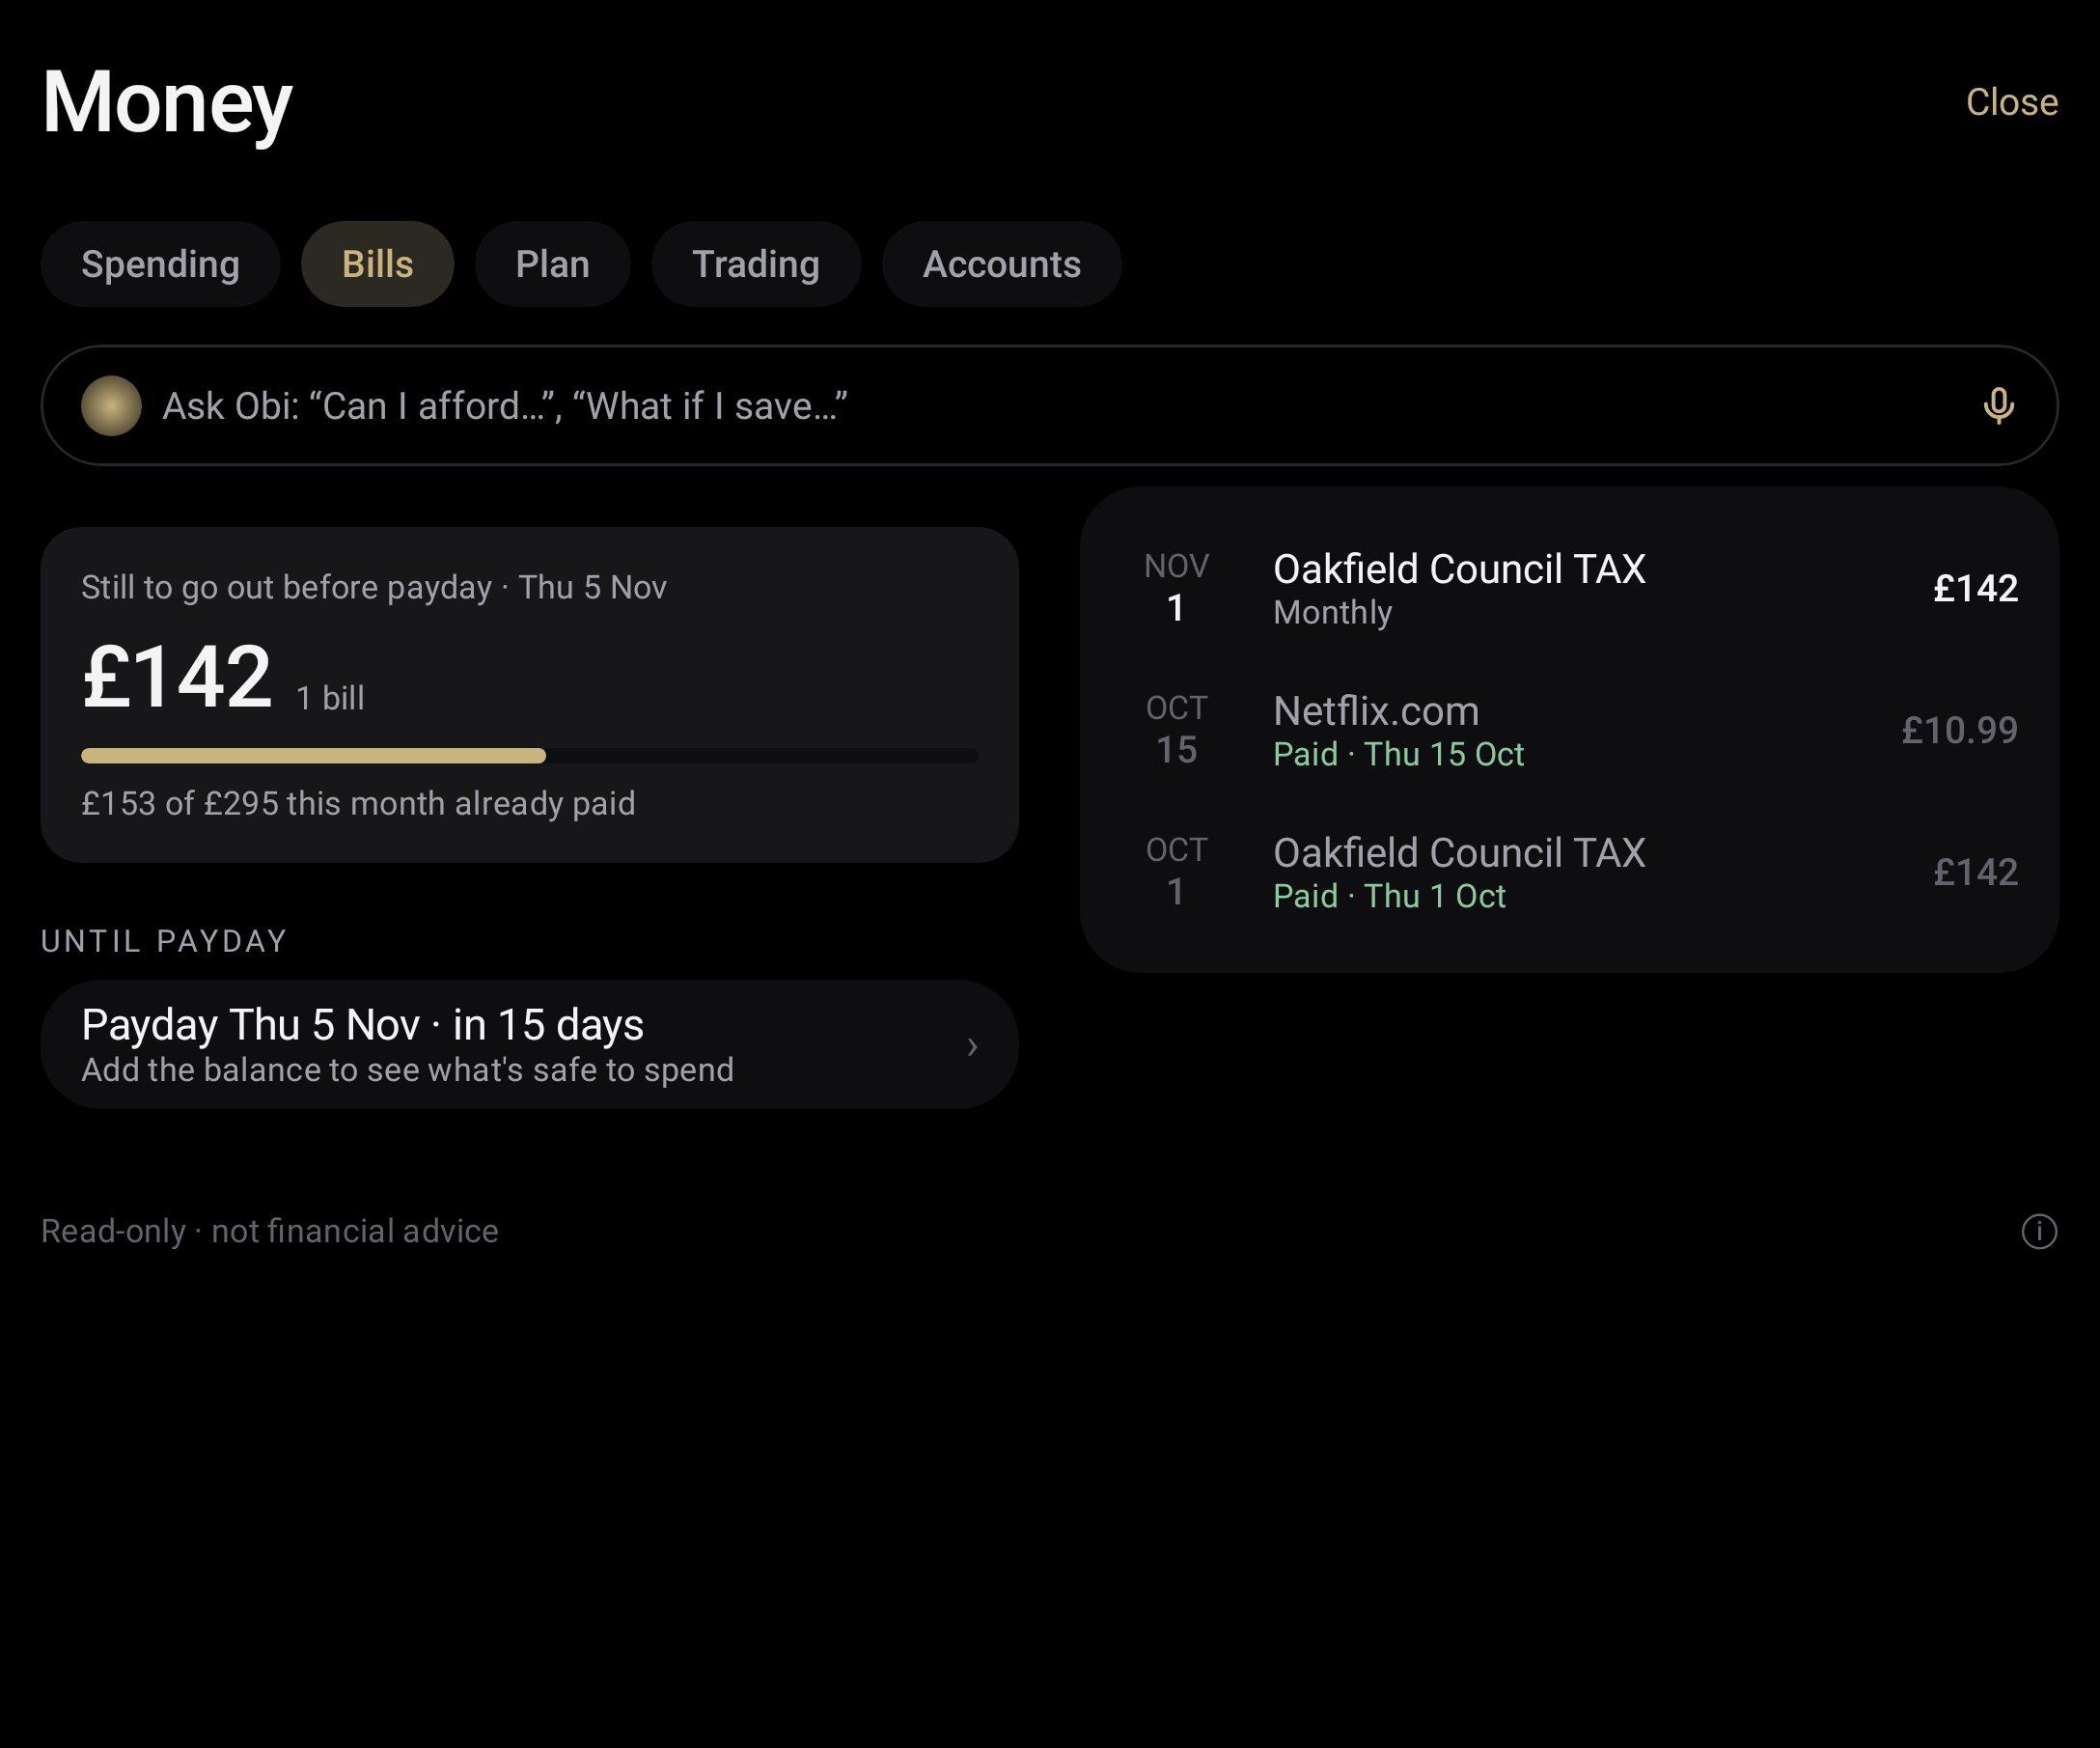 Money
Close
Spending
Bills
Plan
Trading
Accounts
Ask Obi: “Can I afford…”, “What if I save…”
Still to go out before payday · Thu 5 Nov
£142 1 bill
£153 of £295 this month already paid
UNTIL PAYDAY
Payday Thu 5 Nov · in 15 days
Add the balance to see what's safe to spend
›
NOV
1
Oakfield Council TAX
Monthly
£142
OCT
15
Netflix.com
Paid · Thu 15 Oct
£10.99
OCT
1
Oakfield Council TAX
Paid · Thu 1 Oct
£142
Read-only · not financial advice